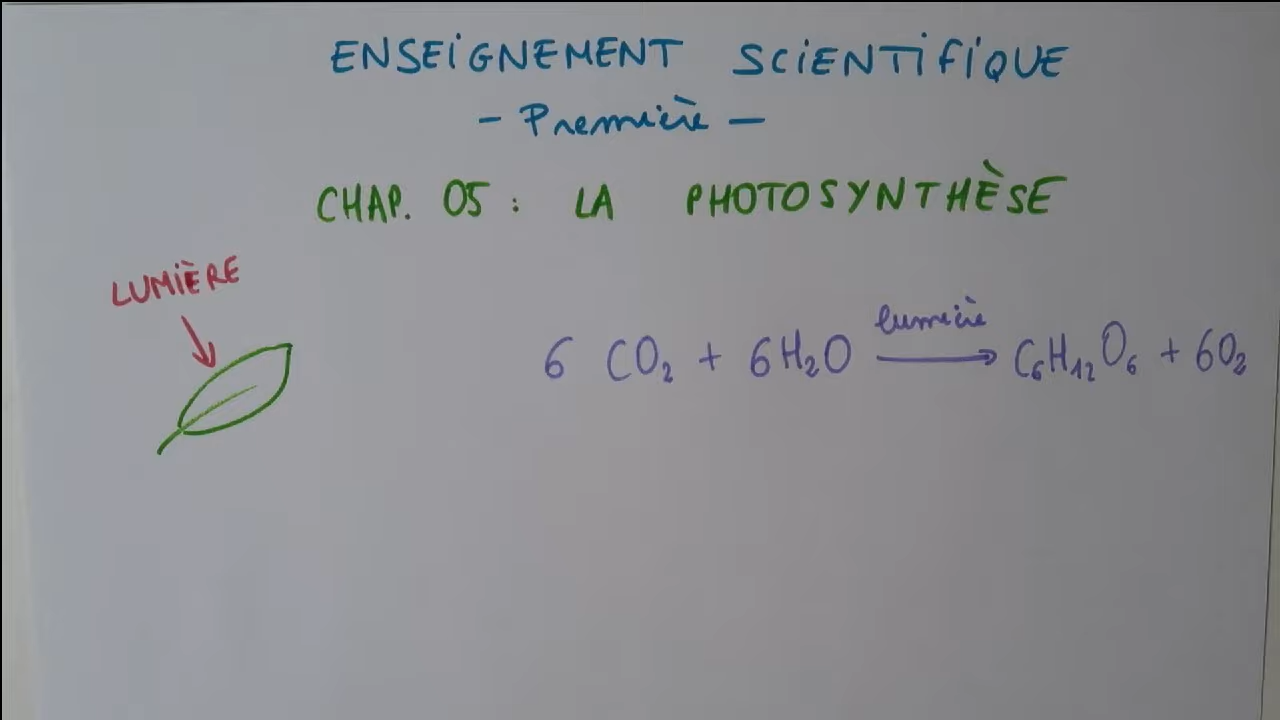 ENSEiGNEMENT SCiENTiFiQUE
- Première -
CHAP. 05 : LA PHOTOSYNTHÈSE
LUMiÈRE
lumière
6 CO₂ + 6H₂O ⟶ C₆H₁₂O₆ + 6O₂